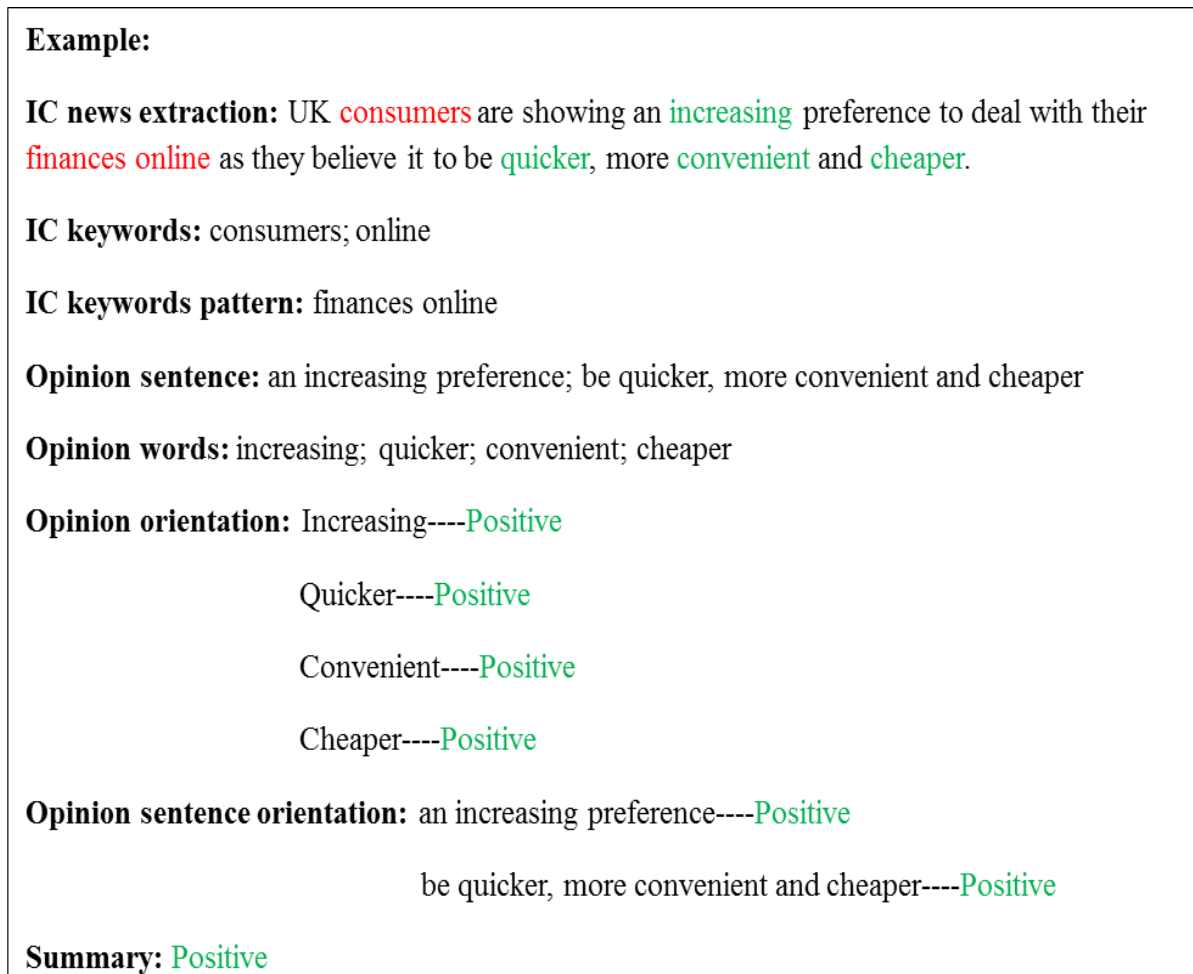 Example:
IC news extraction: UK consumers are showing an increasing preference to deal with their
finances online as they believe it to be quicker, more convenient and cheaper.
IC keywords: consumers; online
IC keywords pattern: finances online
Opinion sentence: an increasing preference; be quicker, more convenient and cheaper
Opinion words: increasing; quicker; convenient; cheaper
Opinion orientation: Increasing----Positive
Quicker----Positive
Convenient----Positive
Cheaper----Positive
Opinion sentence orientation: an increasing preference----Positive
be quicker, more convenient and cheaper----Positive
Summary: Positive